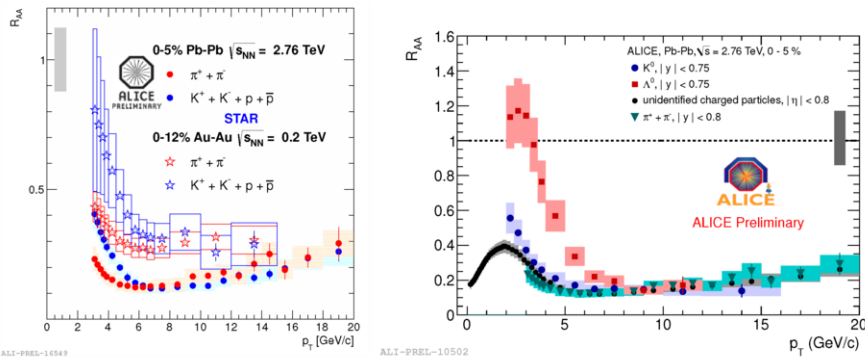 R_AA
1
0.5
0-5% Pb-Pb √s_NN = 2.76 TeV
π⁺ + π⁻
K⁺ + K⁻ + p + p̅
STAR
0-12% Au-Au √s_NN = 0.2 TeV
π⁺ + π⁻
K⁺ + K⁻ + p + p̅
ALICE
PRELIMINARY
0 2 4 6 8 10 12 14 16 18 20
p_T [GeV/c]
ALI-PREL-16549
R_AA
1.6
1.4
1.2
1
0.8
0.6
0.4
0.2
0
ALICE, Pb-Pb,√s = 2.76 TeV, 0 - 5 %
K⁰, | y | < 0.75
Λ⁰, | y | < 0.75
unidentified charged particles, | η | < 0.8
π⁺ + π⁻, | y | < 0.8
ALICE
ALICE Preliminary
0 5 10 15 20
p_T (GeV/c)
ALI-PREL-10502